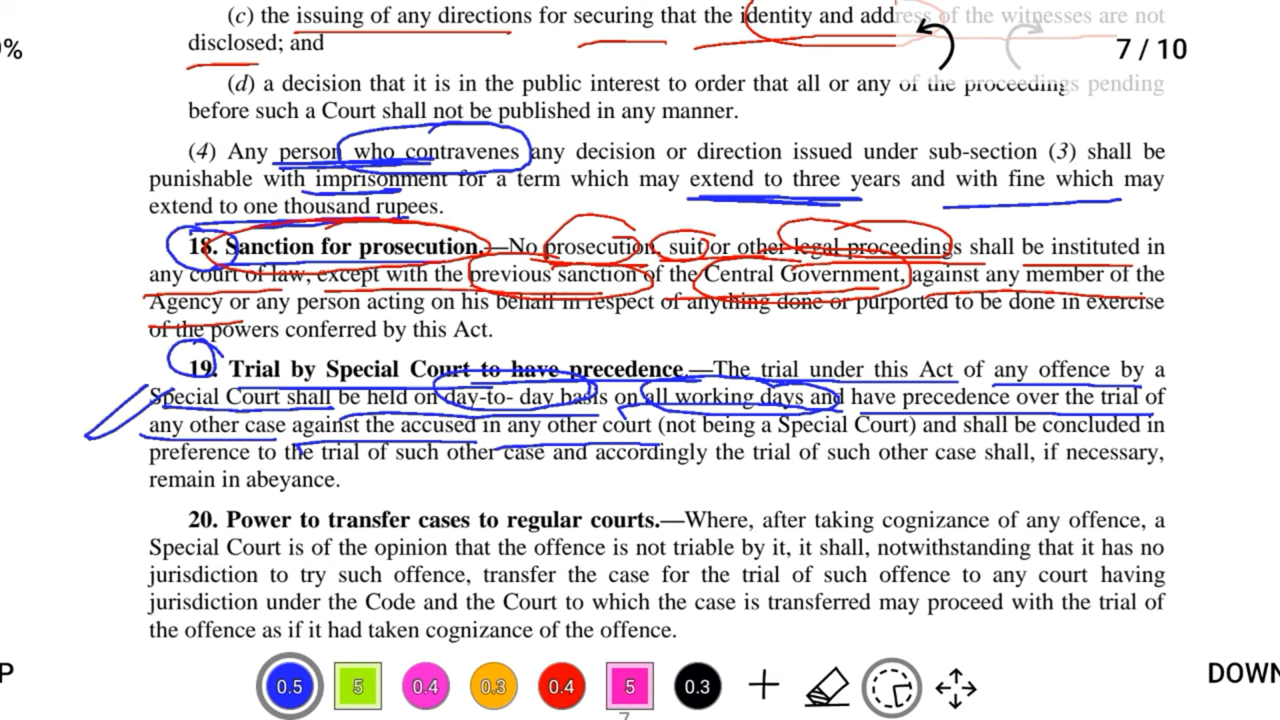 (c) the issuing of any directions for securing that the identity and address of the witnesses are not
disclosed; and
7 / 10
%
(d) a decision that it is in the public interest to order that all or any of the proceedings pending
before such a Court shall not be published in any manner.
(4) Any person who contravenes any decision or direction issued under sub-section (3) shall be
punishable with imprisonment for a term which may extend to three years and with fine which may
extend to one thousand rupees.
18. Sanction for prosecution.—No prosecution, suit or other legal proceedings shall be instituted in
any court of law, except with the previous sanction of the Central Government, against any member of the
Agency or any person acting on his behalf in respect of anything done or purported to be done in exercise
of the powers conferred by this Act.
19. Trial by Special Court to have precedence.—The trial under this Act of any offence by a
Special Court shall be held on day-to- day basis on all working days and have precedence over the trial of
any other case against the accused in any other court (not being a Special Court) and shall be concluded in
preference to the trial of such other case and accordingly the trial of such other case shall, if necessary,
remain in abeyance.
20. Power to transfer cases to regular courts.—Where, after taking cognizance of any offence, a
Special Court is of the opinion that the offence is not triable by it, it shall, notwithstanding that it has no
jurisdiction to try such offence, transfer the case for the trial of such offence to any court having
jurisdiction under the Code and the Court to which the case is transferred may proceed with the trial of
the offence as if it had taken cognizance of the offence.
P
DOWN
0.5 5 0.4 0.3 0.4 5 0.3
7